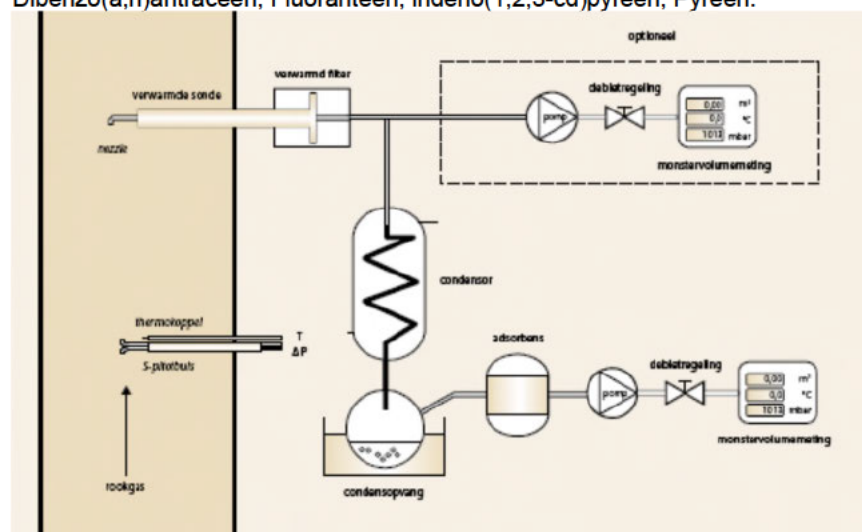 Dibenzo(a,h)antraceen, Fluoranteen, Indeno(1,2,3-cd)pyreen, Pyreen.
optioneel
verwarmd filter
verwarmde sonde
debietregeling
pomp
0,00 m³
0,0 °C
1013 mbar
nozzle
monstervolumemeting
condensor
thermokoppel
T
ΔP
S-pitotbuis
adsorbens
debietregeling
pomp
0,00 m³
0,0 °C
1013 mbar
monstervolumemeting
rookgas
condensopvang